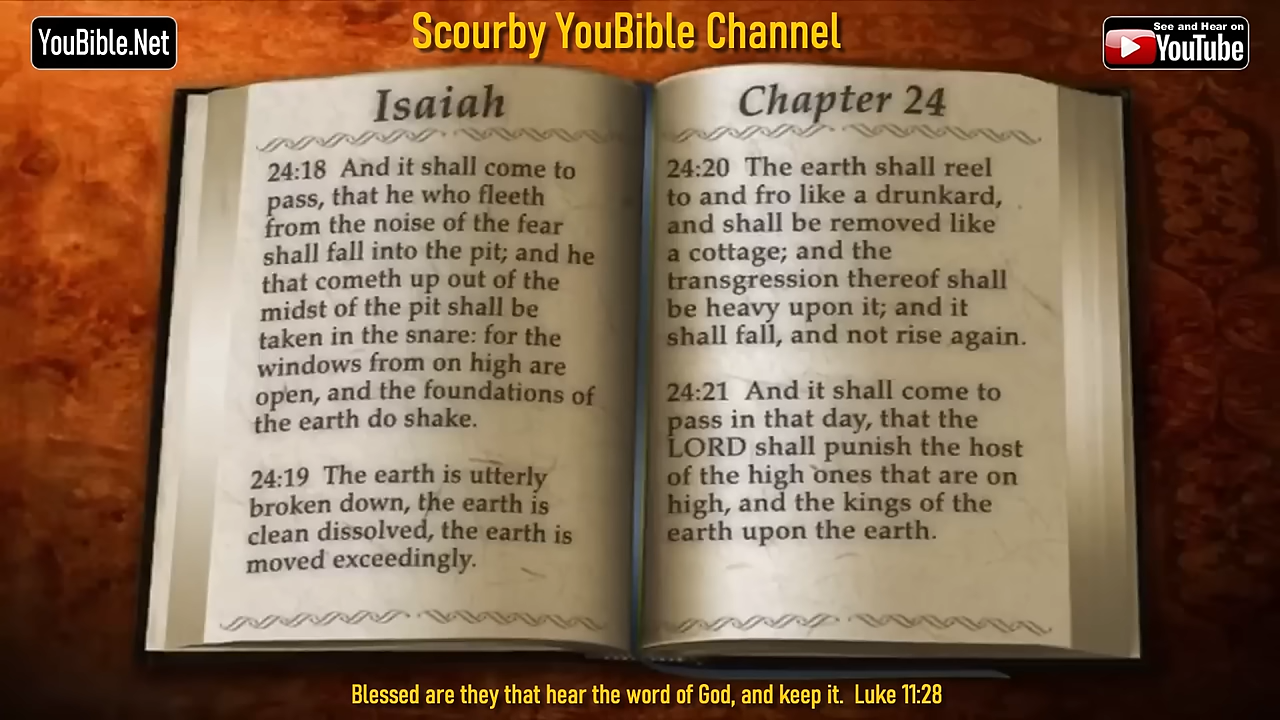 YouBible.Net
Scourby YouBible Channel
See and Hear on
YouTube
Isaiah
24:18 And it shall come to
pass, that he who fleeth
from the noise of the fear
shall fall into the pit; and he
that cometh up out of the
midst of the pit shall be
taken in the snare: for the
windows from on high are
open, and the foundations of
the earth do shake.
24:19 The earth is utterly
broken down, the earth is
clean dissolved, the earth is
moved exceedingly.
Chapter 24
24:20 The earth shall reel
to and fro like a drunkard,
and shall be removed like
a cottage; and the
transgression thereof shall
be heavy upon it; and it
shall fall, and not rise again.
24:21 And it shall come to
pass in that day, that the
LORD shall punish the host
of the high ones that are on
high, and the kings of the
earth upon the earth.
Blessed are they that hear the word of God, and keep it. Luke 11:28